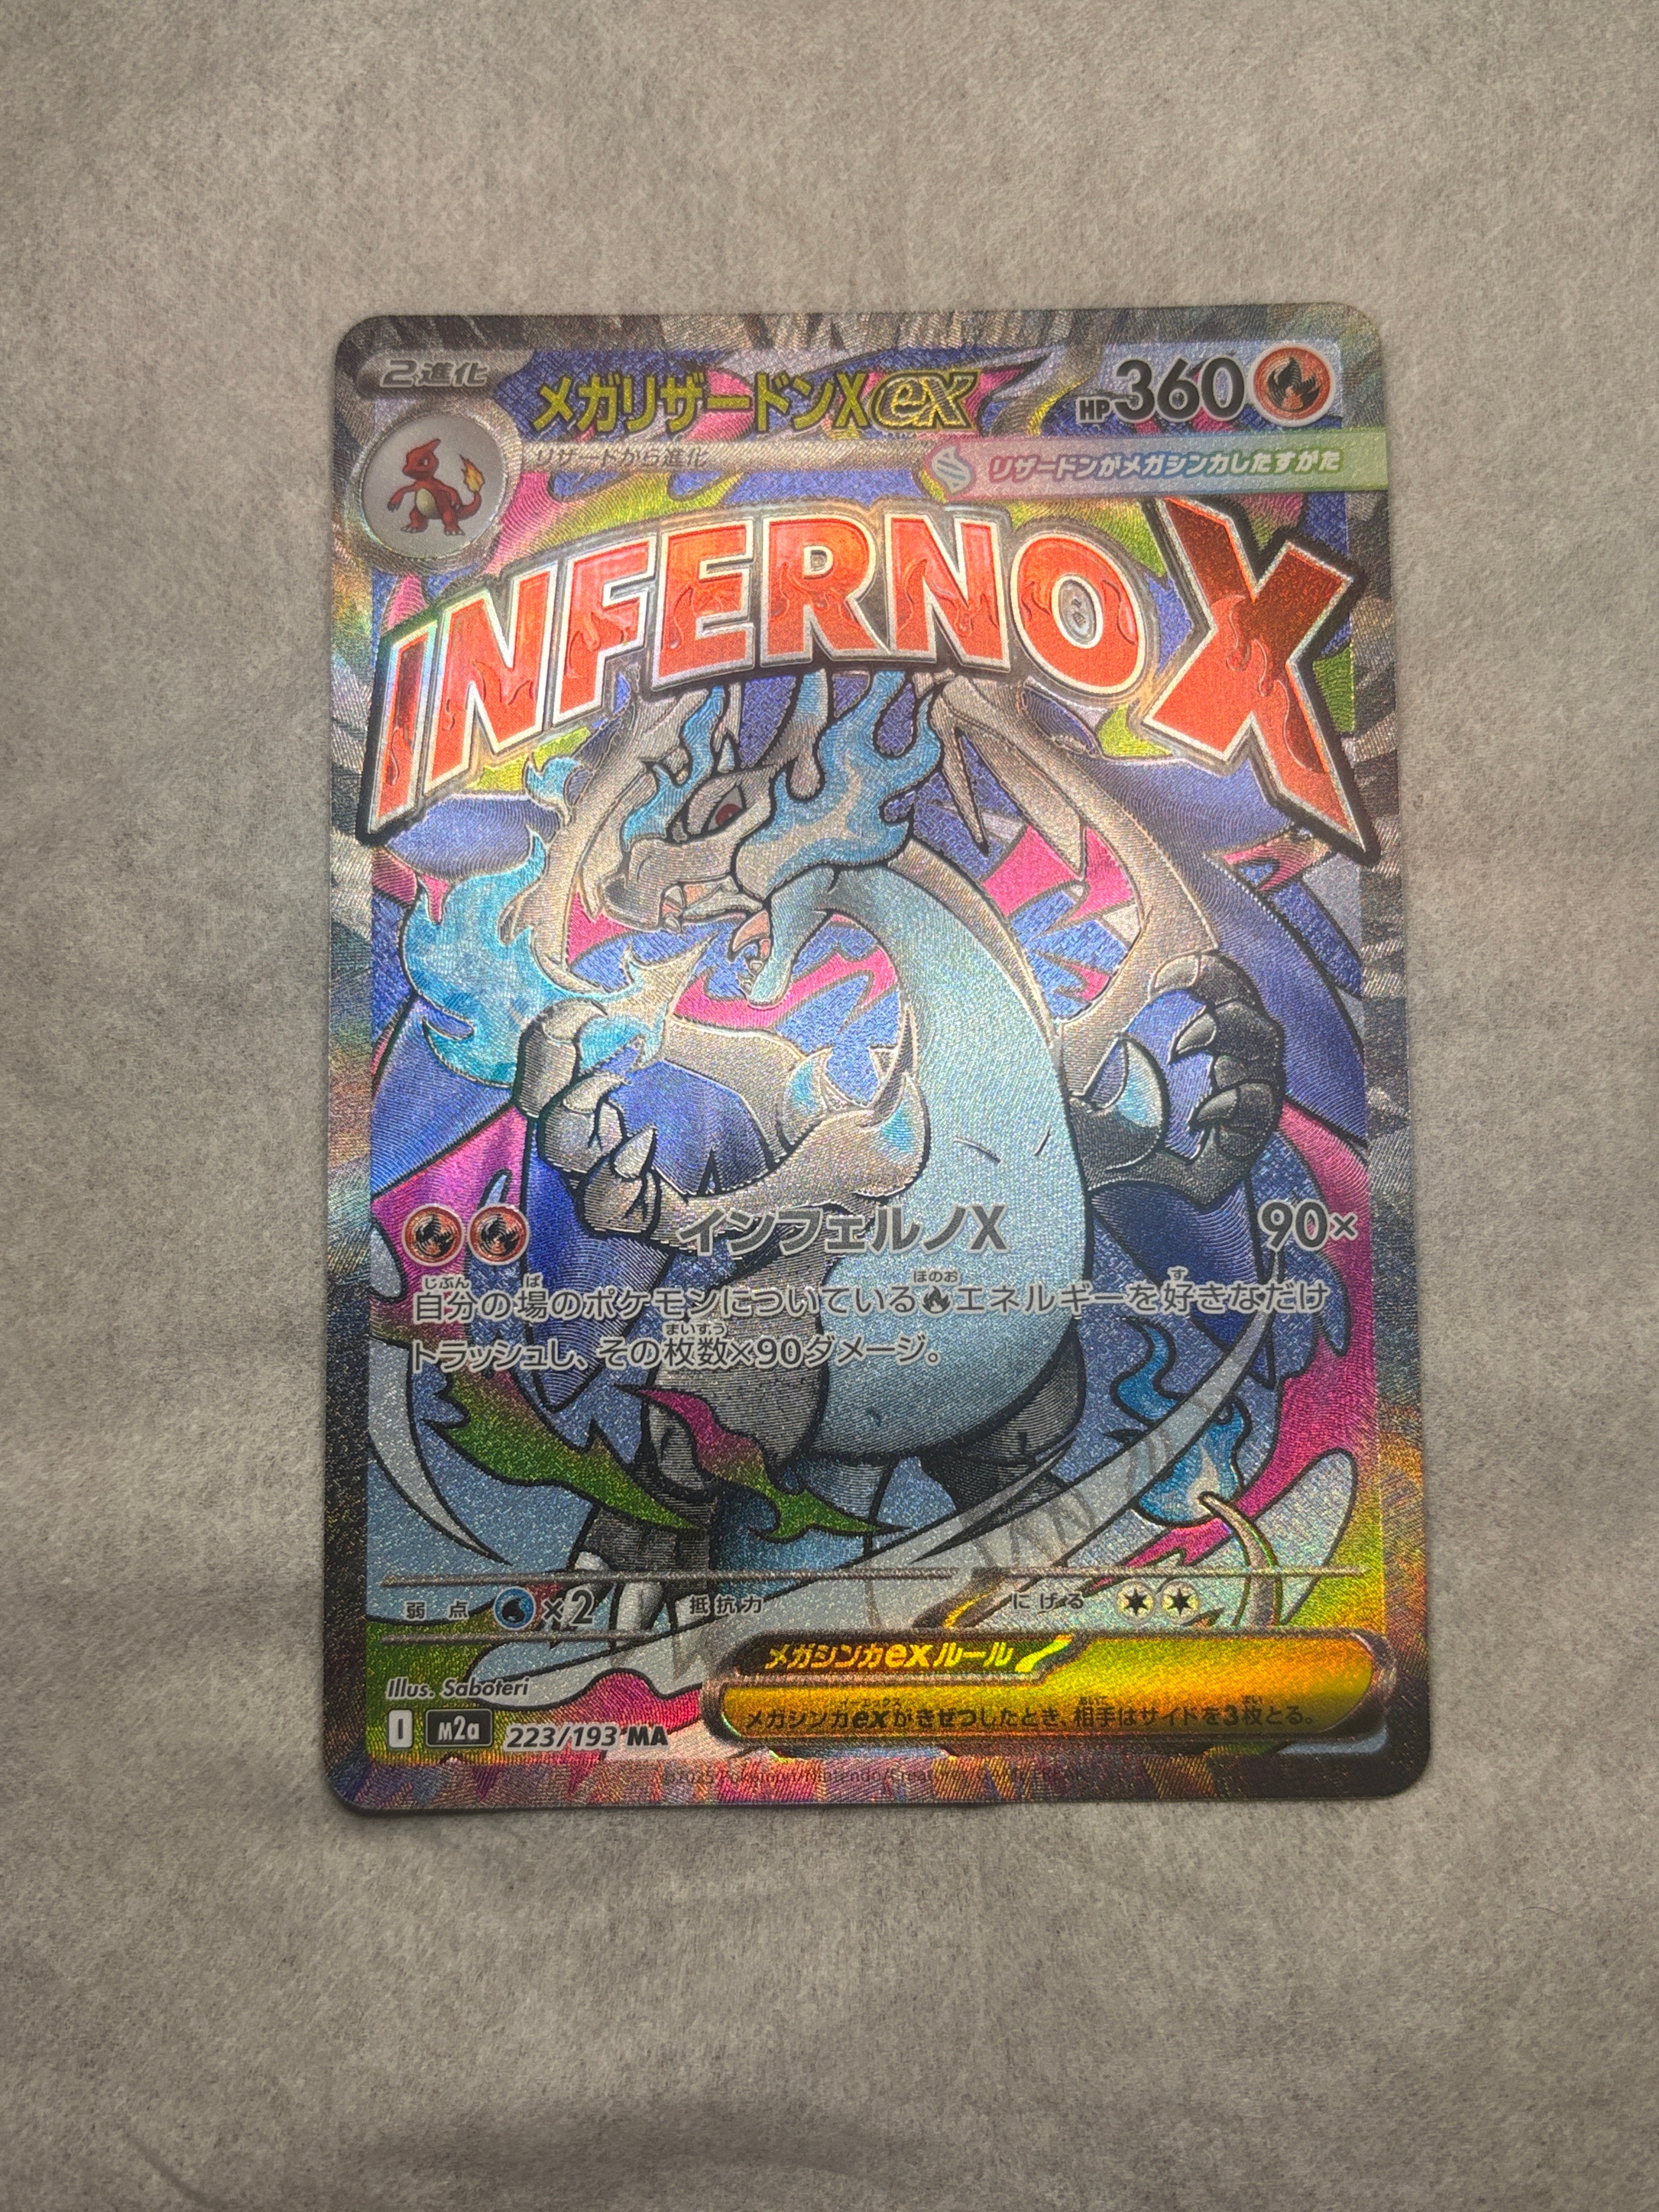 2進化
メガリザードンXex
HP360
リザードから進化
リザードンがメガシンカしたすがた
INFERNOX
インフェルノX 90×
自分の場のポケモンについているエネルギーを好きなだけ
トラッシュし、その枚数×90ダメージ。
弱点 ×2 抵抗力 にげる
メガシンカexルール
メガシンカexがきぜつしたとき、相手はサイドを3枚とる。
Illus. Saboteri
I M2a 223/193 MA
©2025 Pokémon/Nintendo/Creatures/GAME FREAK